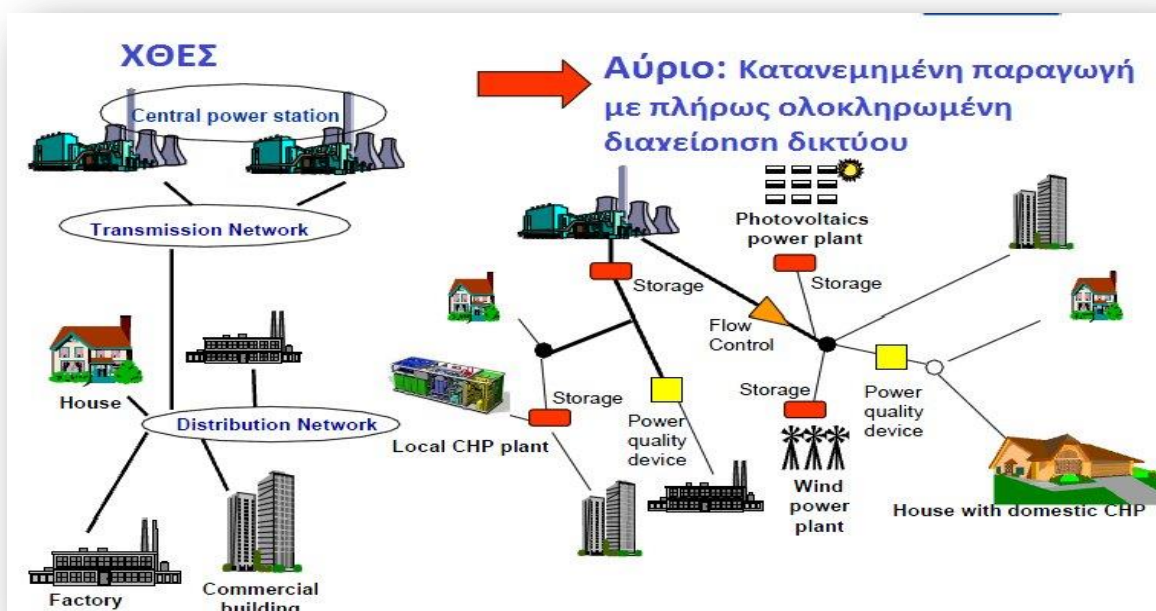 ΧΘΕΣ
Central power station
Transmission Network
House
Distribution Network
Factory
Commercial
building
Αύριο: Κατανεμημένη παραγωγή
με πλήρως ολοκληρωμένη
διαχείρηση δικτύου
Photovoltaics
power plant
Storage
Storage
Flow
Control
Storage
Storage
Local CHP plant
Power
quality
device
Power
quality
device
Wind
power
plant
House with domestic CHP